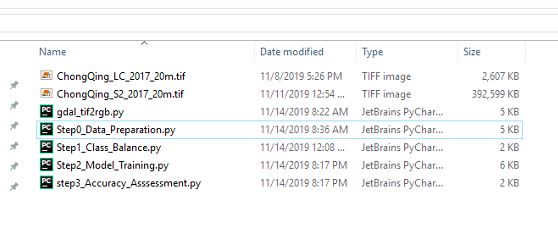 Name Date modified Type Size
ChongQing_LC_2017_20m.tif 11/8/2019 5:26 PM TIFF image 2,607 KB
ChongQing_S2_2017_20m.tif 11/11/2019 12:54 ... TIFF image 392,599 KB
gdal_tif2rgb.py 11/14/2019 8:22 AM JetBrains PyChar... 5 KB
Step0_Data_Preparation.py 11/14/2019 8:36 AM JetBrains PyChar... 5 KB
Step1_Class_Balance.py 11/14/2019 12:08 ... JetBrains PyChar... 2 KB
Step2_Model_Training.py 11/14/2019 8:17 PM JetBrains PyChar... 6 KB
step3_Accuracy_Asssessment.py 11/14/2019 8:17 PM JetBrains PyChar... 2 KB